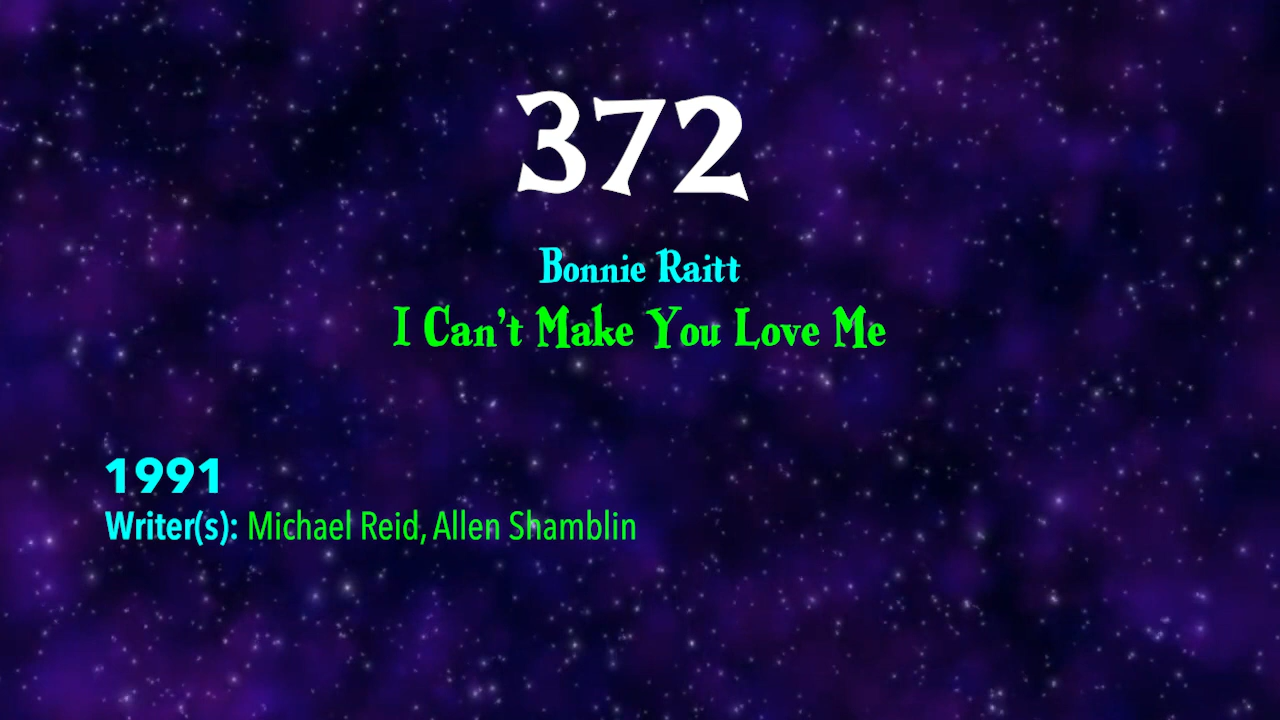 372
Bonnie Raitt
I Can't Make You Love Me
1991
Writer(s): Michael Reid, Allen Shamblin